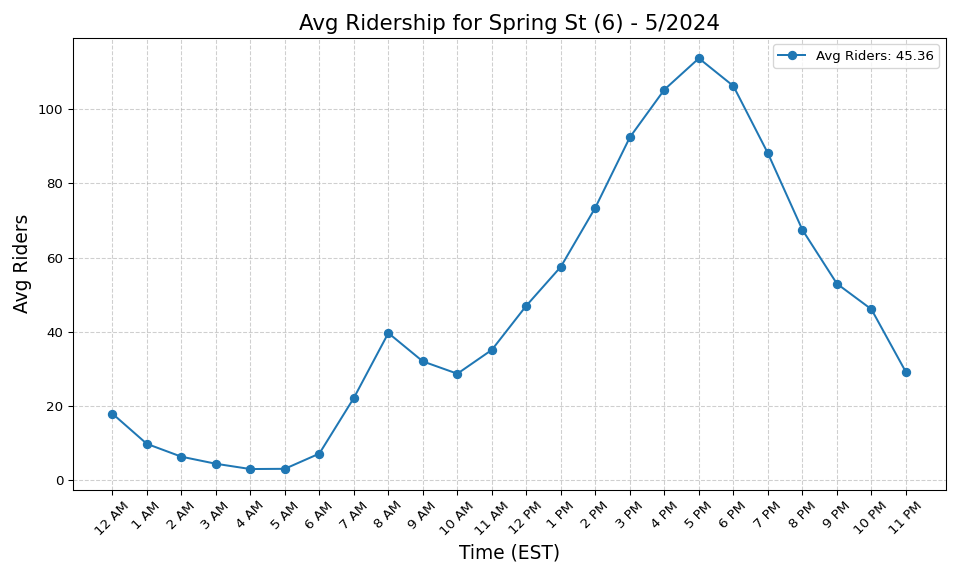 Avg Ridership for Spring St (6) - 5/2024
Avg Riders: 45.36
Avg Riders
100
80
60
40
20
0
12 AM
1 AM
2 AM
3 AM
4 AM
5 AM
6 AM
7 AM
8 AM
9 AM
10 AM
11 AM
12 PM
1 PM
2 PM
3 PM
4 PM
5 PM
6 PM
7 PM
8 PM
9 PM
10 PM
11 PM
Time (EST)